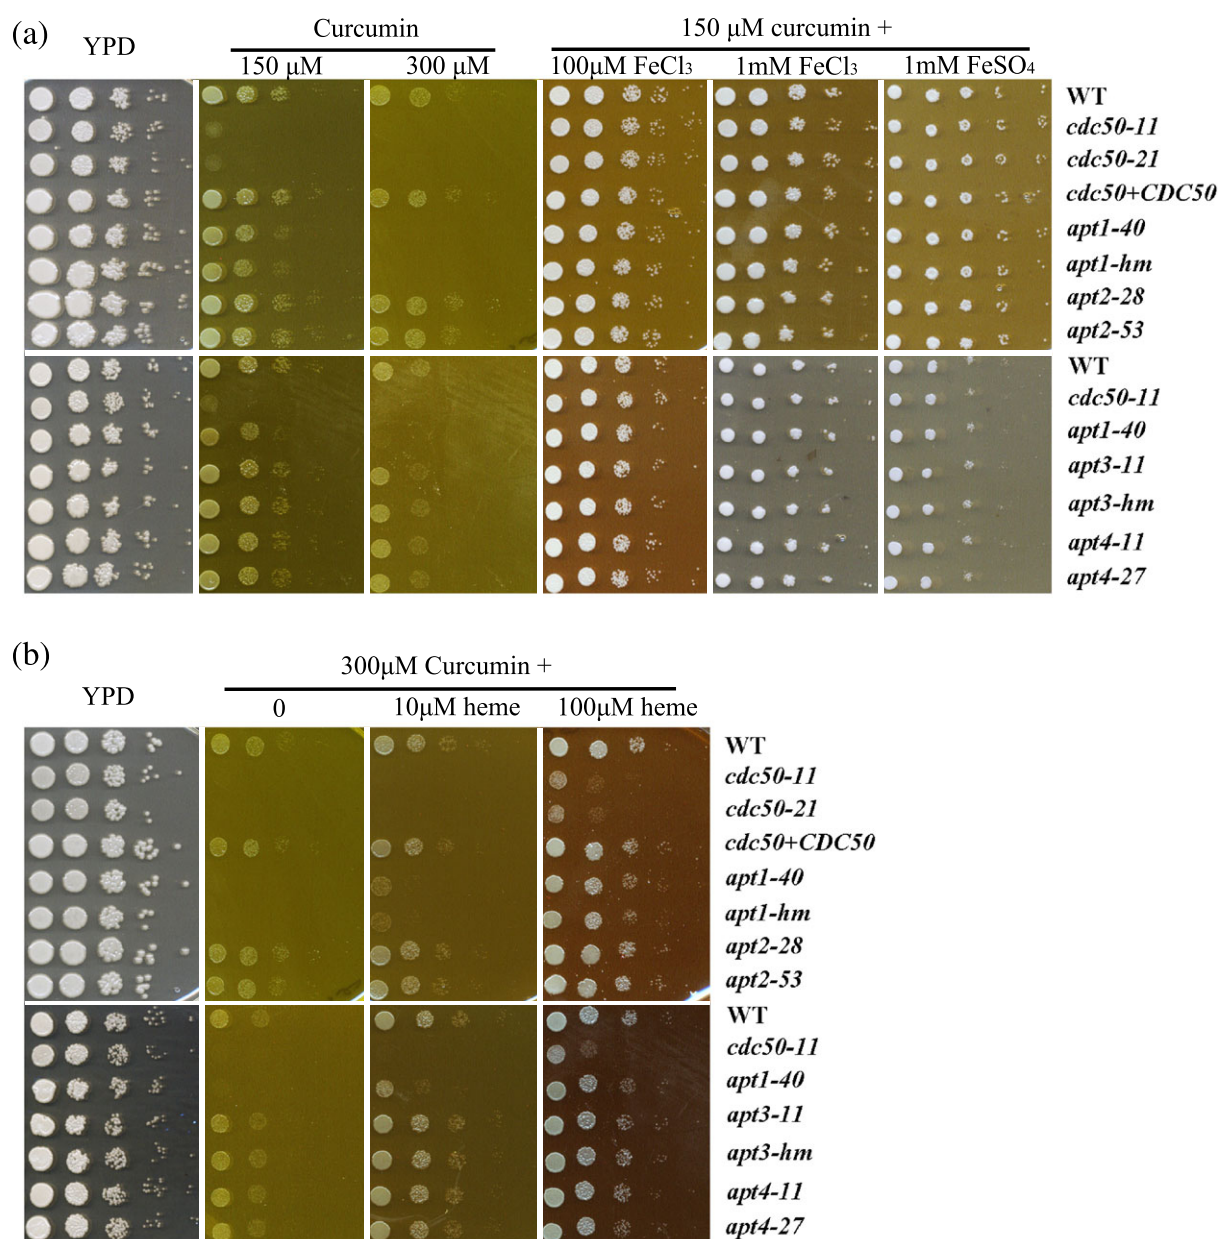 (a)
YPD
Curcumin
150 μM curcumin +
150 μM
300 μM
100μM FeCl₃
1mM FeCl₃
1mM FeSO₄
WT
cdc50-11
cdc50-21
cdc50+CDC50
apt1-40
apt1-hm
apt2-28
apt2-53
WT
cdc50-11
apt1-40
apt3-11
apt3-hm
apt4-11
apt4-27
(b)
YPD
300μM Curcumin +
0
10μM heme
100μM heme
WT
cdc50-11
cdc50-21
cdc50+CDC50
apt1-40
apt1-hm
apt2-28
apt2-53
WT
cdc50-11
apt1-40
apt3-11
apt3-hm
apt4-11
apt4-27